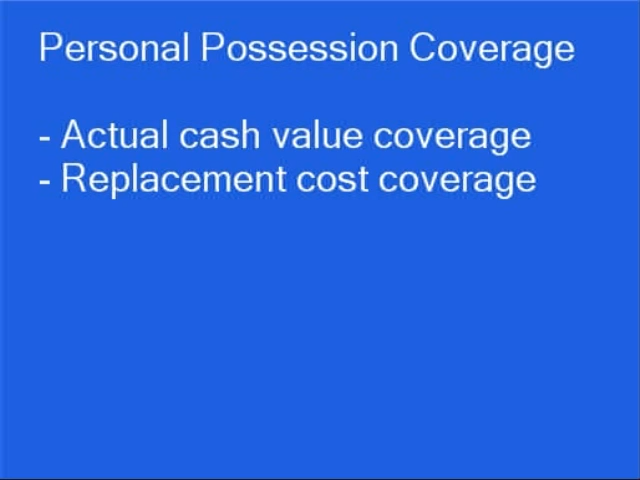 Personal Possession Coverage
- Actual cash value coverage
- Replacement cost coverage